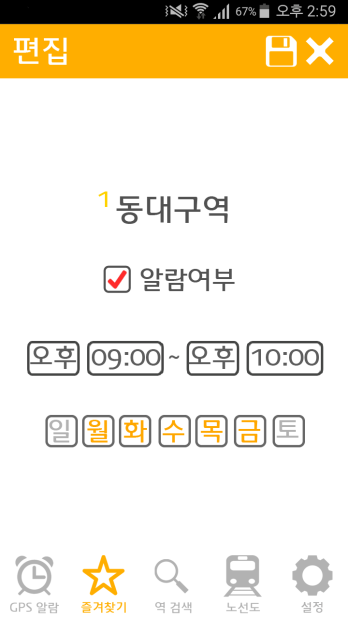 67% 오후 2:59
편집
1 동대구역
알람여부
오후 09:00 ~ 오후 10:00
일 월 화 수 목 금 토
GPS 알람 즐겨찾기 역 검색 노선도 설정